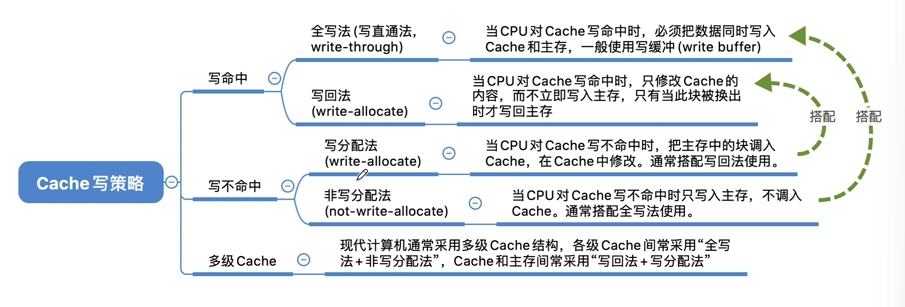 全写法(写直通法,
write-through)
当CPU对Cache写命中时，必须把数据同时写入
Cache和主存，一般使用写缓冲(write buffer)
写命中
写回法
(write-allocate)
当CPU对Cache写命中时，只修改Cache的
内容，而不立即写入主存，只有当此块被换出
时才写回主存
搭配
搭配
Cache写策略
写分配法
(write-allocate)
当CPU对Cache写不命中时，把主存中的块调入
Cache，在Cache中修改。通常搭配写回法使用。
写不命中
非写分配法
(not-write-allocate)
当CPU对Cache写不命中时只写入主存，不调入
Cache。通常搭配全写法使用。
多级Cache
现代计算机通常采用多级Cache结构，各级Cache间常采用“全写
法+非写分配法”，Cache和主存间常采用“写回法+写分配法”